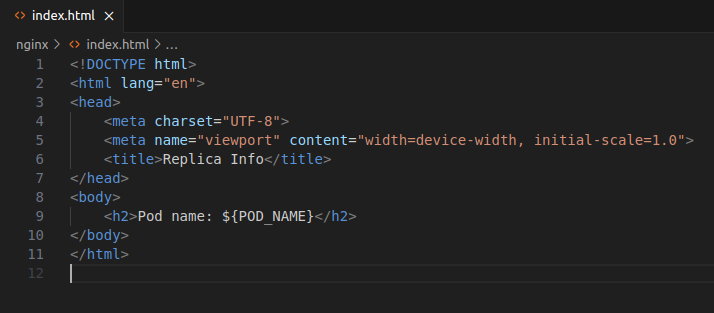 <> index.html ×
nginx > <> index.html > ...
1 <!DOCTYPE html>
2 <html lang="en">
3 <head>
4     <meta charset="UTF-8">
5     <meta name="viewport" content="width=device-width, initial-scale=1.0">
6     <title>Replica Info</title>
7 </head>
8 <body>
9     <h2>Pod name: ${POD_NAME}</h2>
10 </body>
11 </html>
12